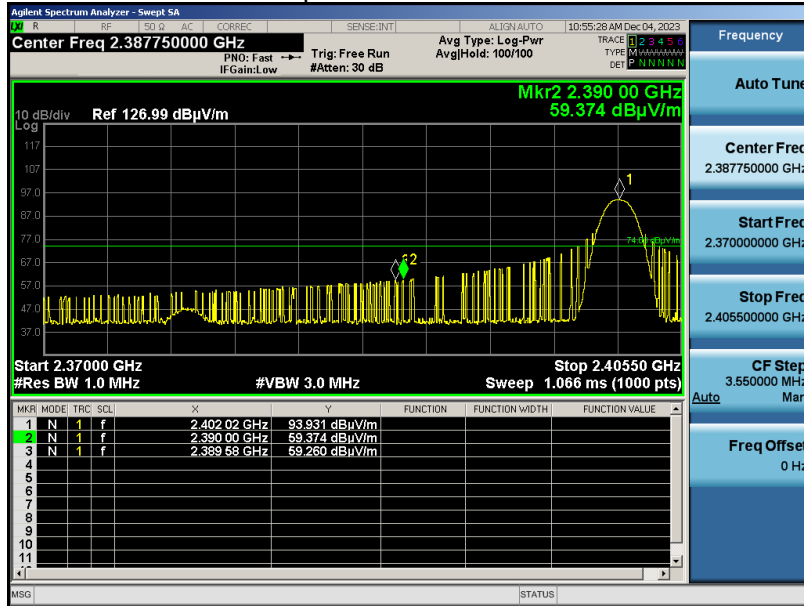 Agilent Spectrum Analyzer - Swept SA
LXI R RF 50 Ω AC CORREC SENSE:INT ALIGNAUTO 10:55:28 AM Dec 04, 2023
Center Freq 2.387750000 GHz
PNO: Fast
IFGain:Low
Trig: Free Run
#Atten: 30 dB
Avg Type: Log-Pwr
Avg|Hold: 100/100
TRACE 1 2 3 4 5 6
TYPE M
DET P N N N N N
Mkr2 2.390 00 GHz
59.374 dBµV/m
10 dB/div Ref 126.99 dBµV/m
Log
117
107
97.0
87.0
77.0
67.0
57.0
47.0
37.0
1
2
Start 2.37000 GHz Stop 2.40550 GHz
#Res BW 1.0 MHz #VBW 3.0 MHz Sweep 1.066 ms (1000 pts)
MKR MODE TRC SCL X Y FUNCTION FUNCTION WIDTH FUNCTION VALUE
1 N 1 f 2.402 02 GHz 93.931 dBµV/m
2 N 1 f 2.390 00 GHz 59.374 dBµV/m
3 N 1 f 2.389 58 GHz 59.260 dBµV/m
4
5
6
7
8
9
10
11
MSG STATUS
Frequency
Auto Tune
Center Freq
2.387750000 GHz
Start Freq
2.370000000 GHz
Stop Freq
2.405500000 GHz
CF Step
3.550000 MHz
Auto Man
Freq Offset
0 Hz